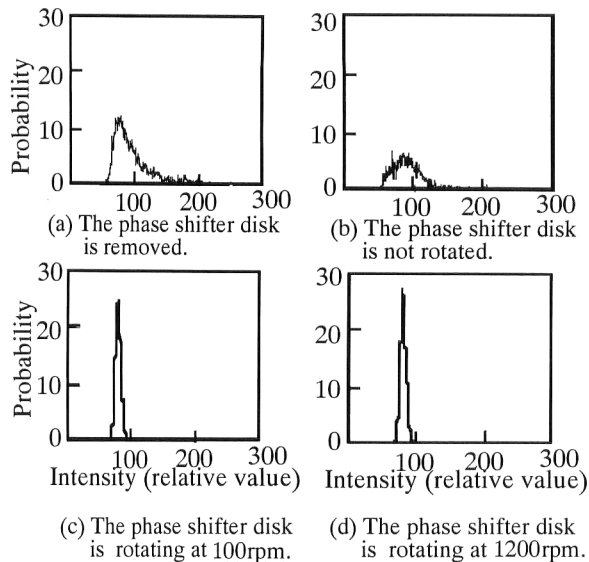 30
20
10
0
Probability
100
200
300
(a) The phase shifter disk
is removed.
30
20
10
0
100
200
300
(b) The phase shifter disk
is not rotated.
30
20
10
0
Probability
100
200
300
Intensity (relative value)
(c) The phase shifter disk
is rotating at 100rpm.
30
20
10
0
100
200
300
Intensity (relative value)
(d) The phase shifter disk
is rotating at 1200rpm.